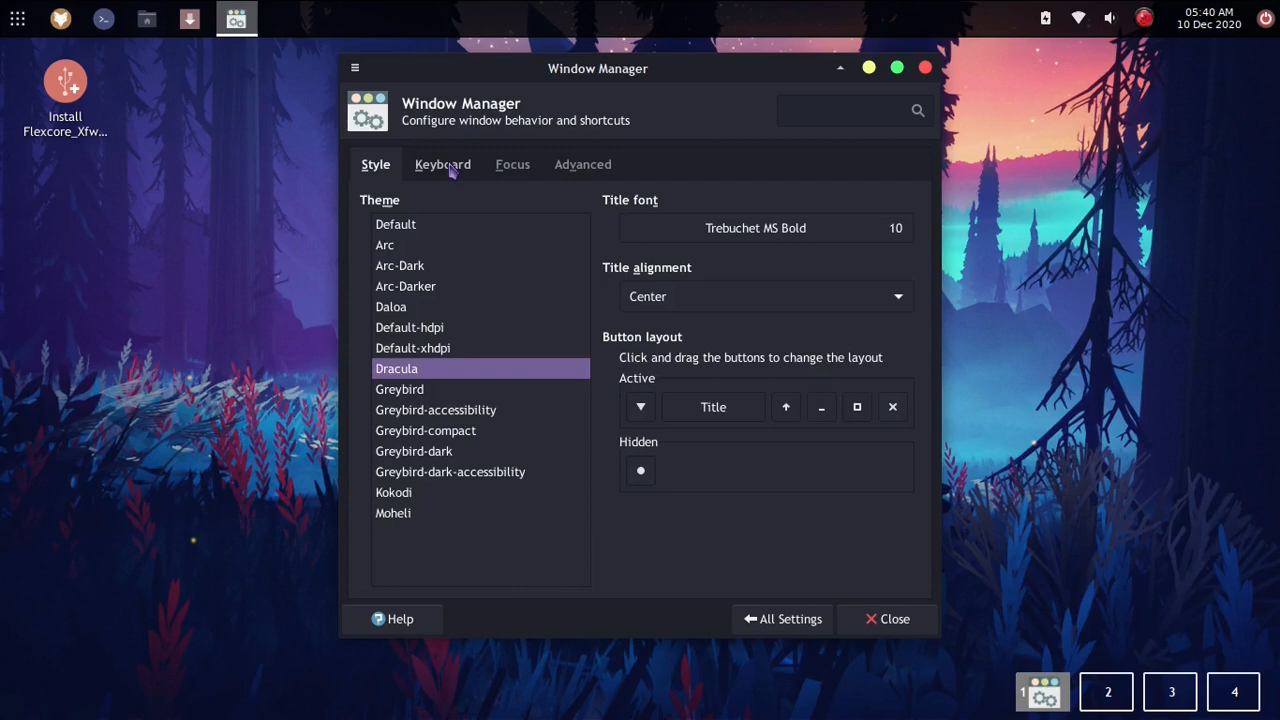 05:40 AM
10 Dec 2020
Install
Flexcore_Xfw...
Window Manager
Window Manager
Configure window behavior and shortcuts
Style Keyboard Focus Advanced
Theme
Default
Arc
Arc-Dark
Arc-Darker
Daloa
Default-hdpi
Default-xhdpi
Dracula
Greybird
Greybird-accessibility
Greybird-compact
Greybird-dark
Greybird-dark-accessibility
Kokodi
Moheli
Title font
Trebuchet MS Bold 10
Title alignment
Center
Button layout
Click and drag the buttons to change the layout
Active
Title
Hidden
Help
All Settings
Close
1 2 3 4